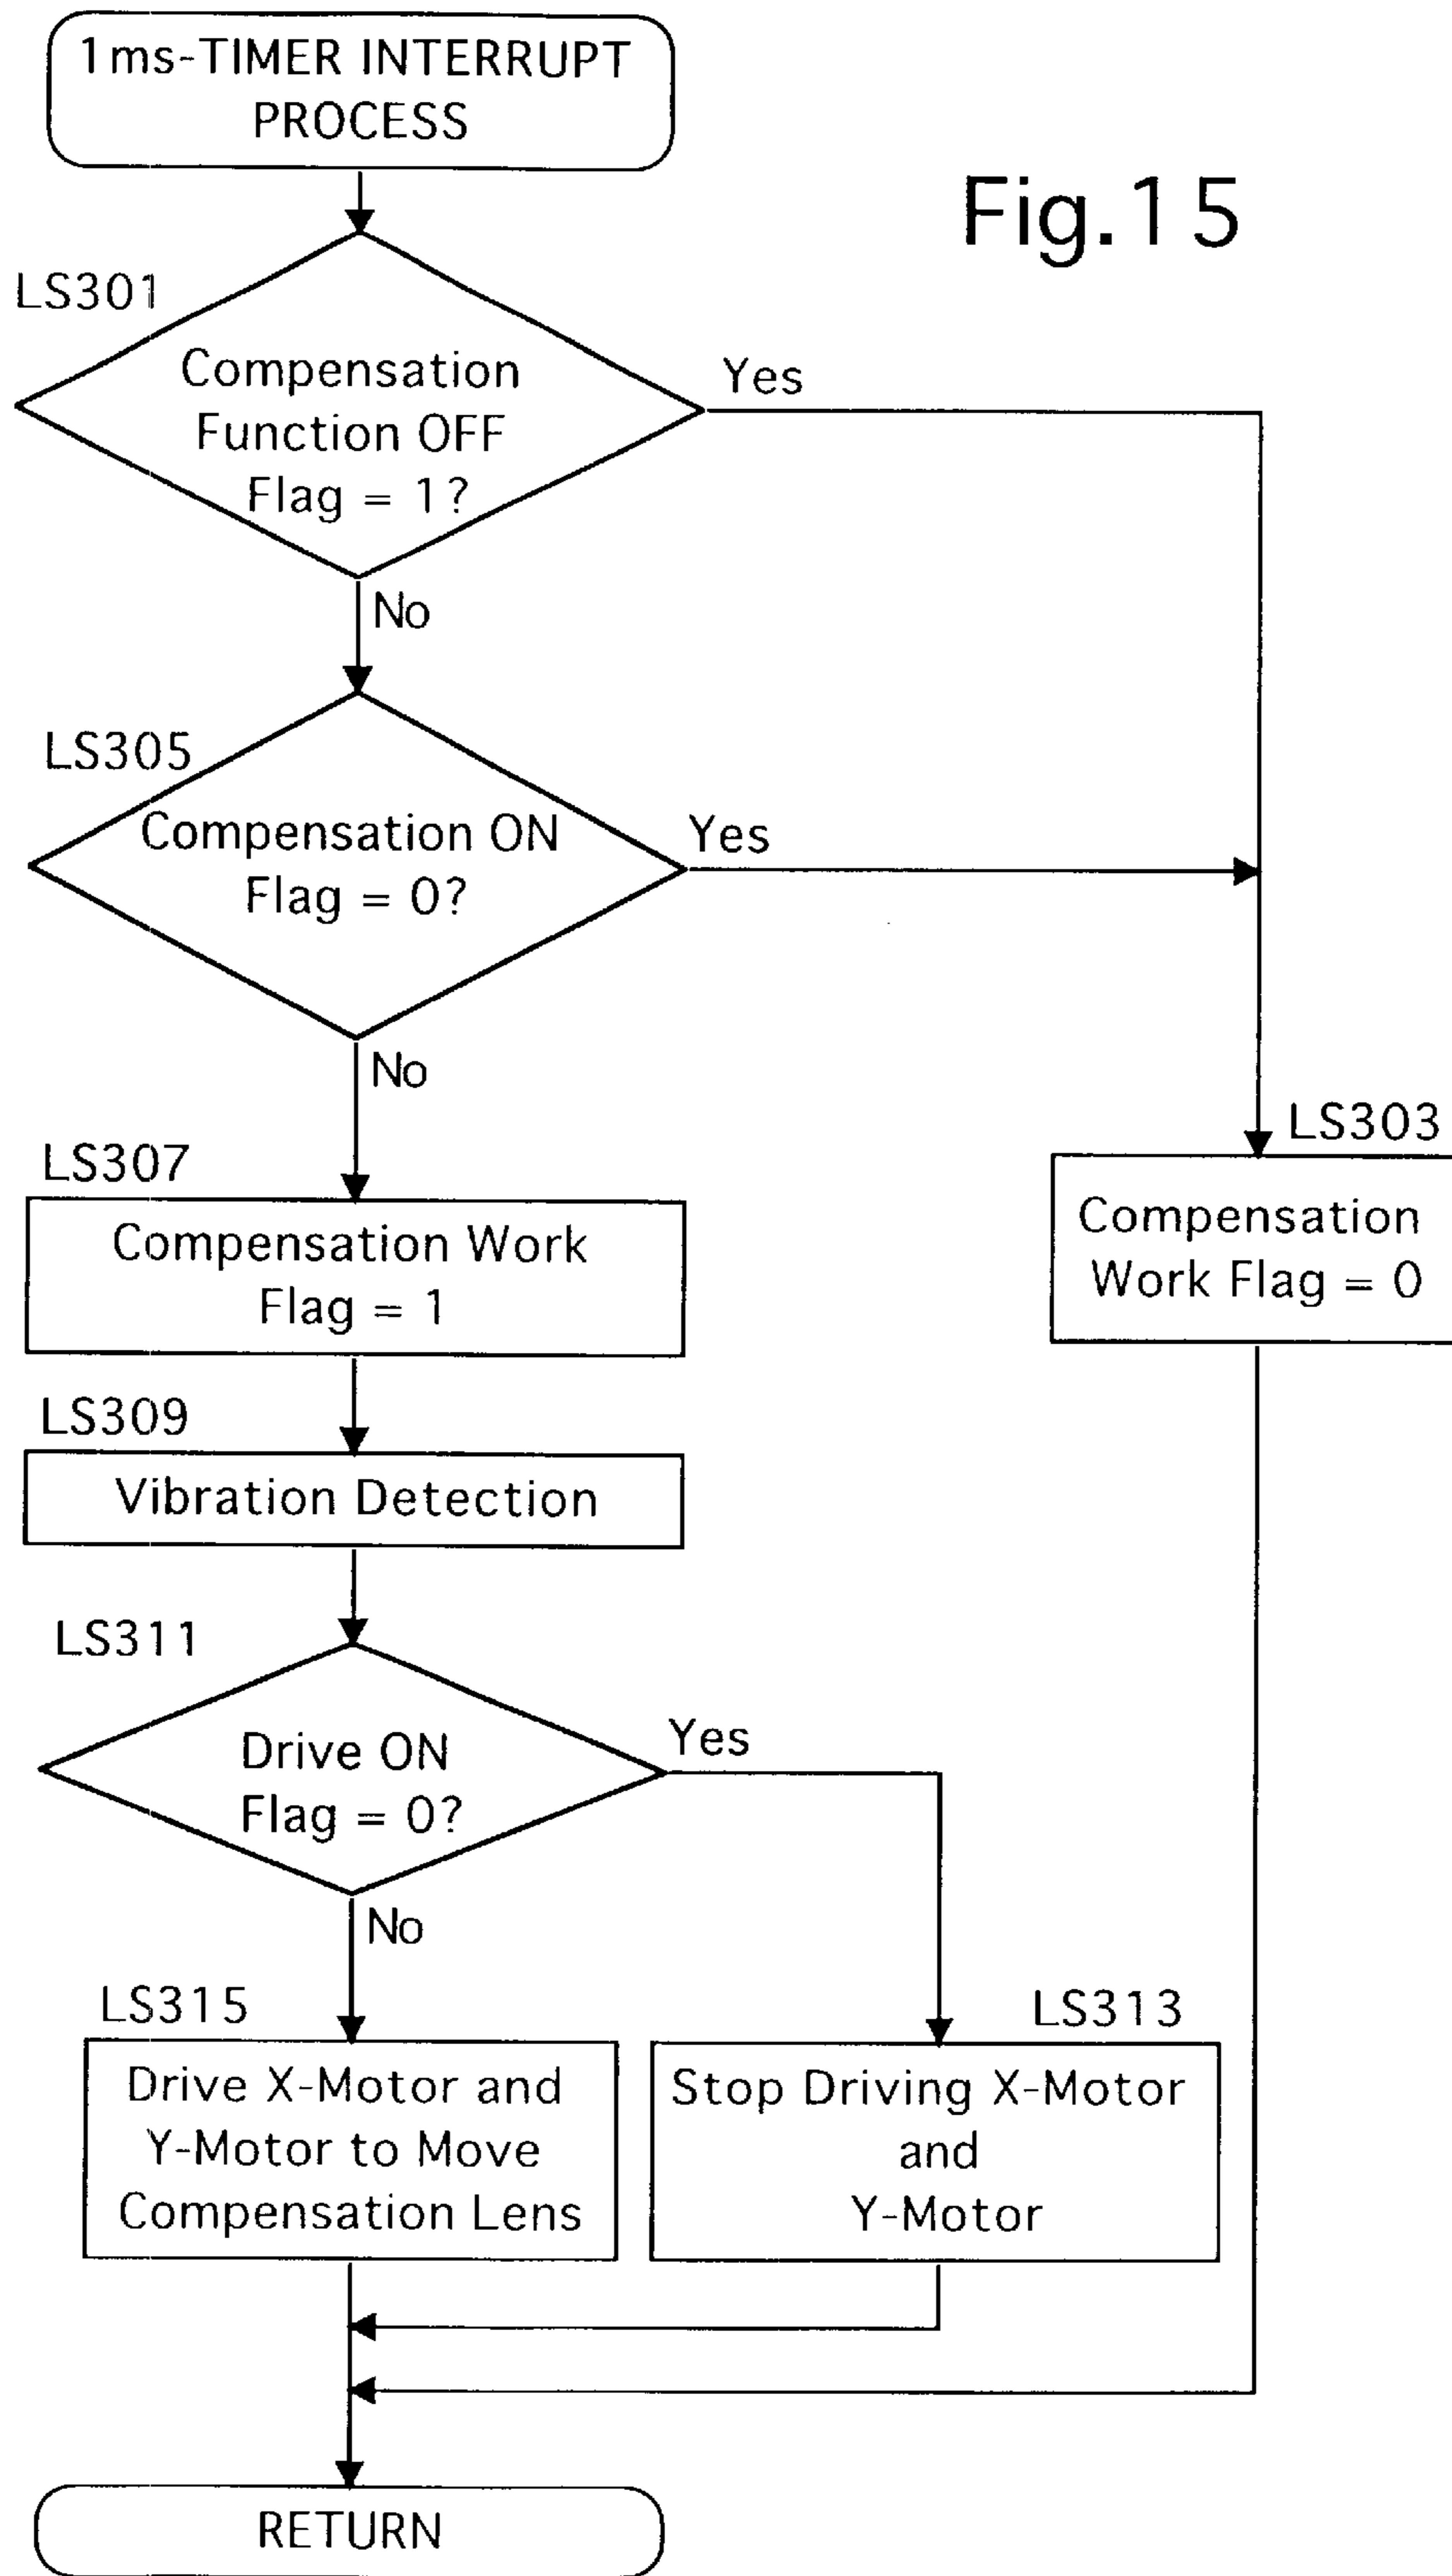 1ms-TIMER INTERRUPT
PROCESS
Fig.15
LS301
Compensation
Function OFF
Flag = 1?
Yes
No
LS305
Compensation ON
Flag = 0?
Yes
No
LS307
Compensation Work
Flag = 1
LS303
Compensation
Work Flag = 0
LS309
Vibration Detection
LS311
Drive ON
Flag = 0?
Yes
No
LS315
Drive X-Motor and
Y-Motor to Move
Compensation Lens
LS313
Stop Driving X-Motor
and
Y-Motor
RETURN